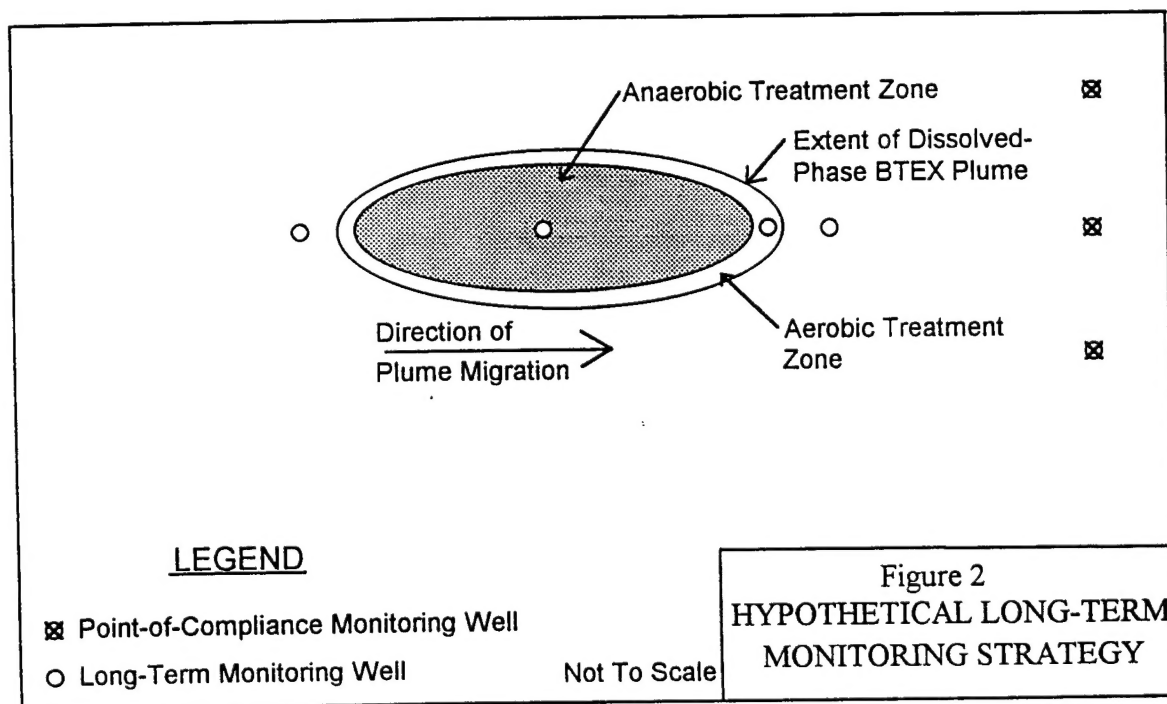 Anaerobic Treatment Zone
Extent of Dissolved-
Phase BTEX Plume
Direction of
Plume Migration
Aerobic Treatment
Zone
LEGEND
Point-of-Compliance Monitoring Well
Long-Term Monitoring Well
Not To Scale
Figure 2
HYPOTHETICAL LONG-TERM
MONITORING STRATEGY